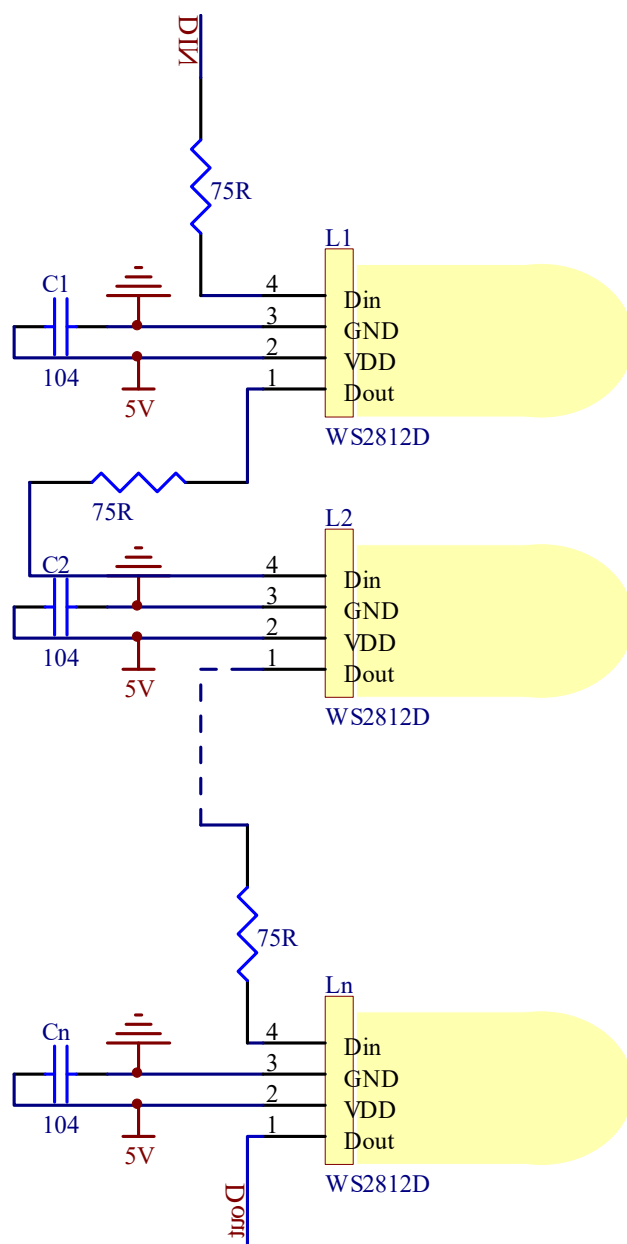 DIN
75R
L1
C1
4
Din
3
GND
2
VDD
104
1
Dout
5V
WS2812D
75R
L2
C2
4
Din
3
GND
2
VDD
104
1
Dout
5V
WS2812D
75R
Ln
Cn
4
Din
3
GND
2
VDD
104
1
Dout
5V
WS2812D
Dout